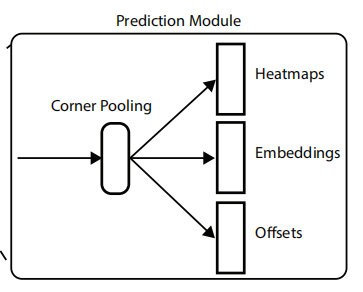 Prediction Module
Corner Pooling
Heatmaps
Embeddings
Offsets